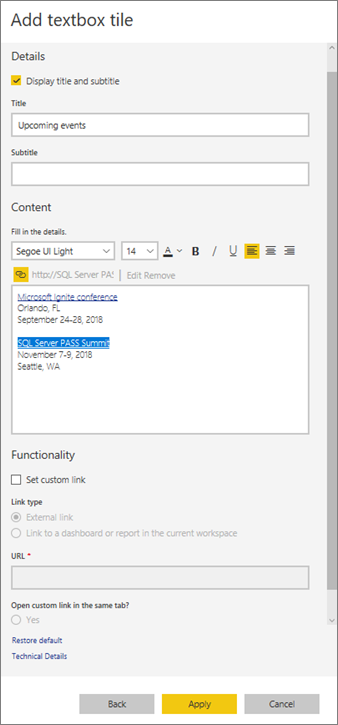 Add textbox tile
Details
Display title and subtitle
Title
Upcoming events
Subtitle
Content
Fill in the details.
Segoe UI Light 14 A B I U
http://SQL Server PAS Edit Remove
Microsoft Ignite conference
Orlando, FL
September 24-28, 2018
SQL Server PASS Summit
November 7-9, 2018
Seattle, WA
Functionality
Set custom link
Link type
External link
Link to a dashboard or report in the current workspace
URL *
Open custom link in the same tab?
Yes
Restore default
Technical Details
Back Apply Cancel